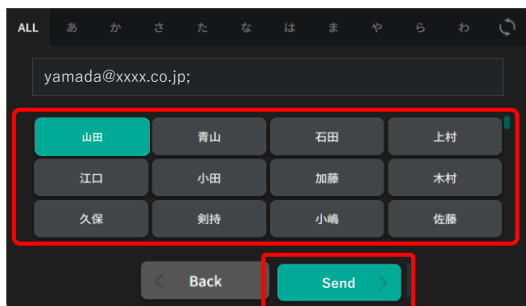 ALL あ か さ た な は ま や ら わ
yamada@xxxx.co.jp;
山田 青山 石田 上村
江口 小田 加藤 木村
久保 剣持 小嶋 佐藤
Back Send